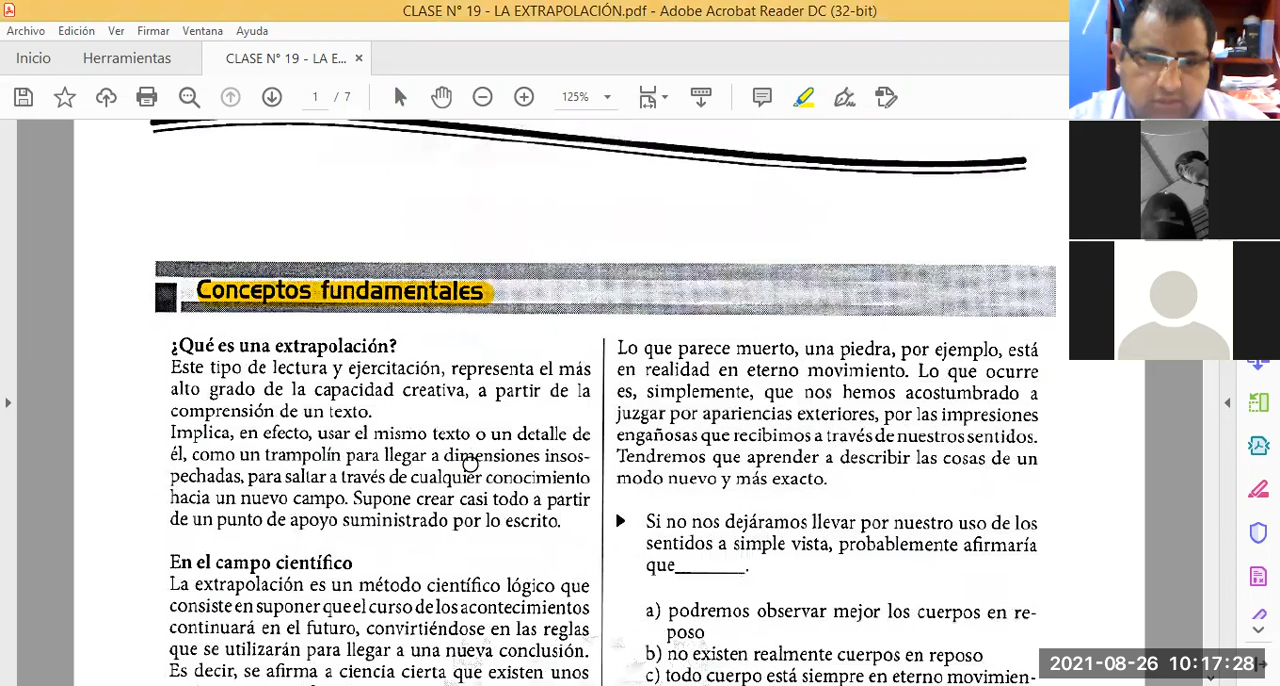 CLASE N° 19 - LA EXTRAPOLACIÓN.pdf - Adobe Acrobat Reader DC (32-bit)
Archivo Edición Ver Firmar Ventana Ayuda
Inicio Herramientas CLASE N° 19 - LA E... ×
1 / 7 125%
Conceptos fundamentales
¿Qué es una extrapolación?
Este tipo de lectura y ejercitación, representa el más
alto grado de la capacidad creativa, a partir de la
comprensión de un texto.
Implica, en efecto, usar el mismo texto o un detalle de
él, como un trampolín para llegar a dimensiones insos-
pechadas, para saltar a través de cualquier conocimiento
hacia un nuevo campo. Supone crear casi todo a partir
de un punto de apoyo suministrado por lo escrito.
En el campo científico
La extrapolación es un método científico lógico que
consiste en suponer que el curso de los acontecimientos
continuará en el futuro, convirtiéndose en las reglas
que se utilizarán para llegar a una nueva conclusión.
Es decir, se afirma a ciencia cierta que existen unos
Lo que parece muerto, una piedra, por ejemplo, está
en realidad en eterno movimiento. Lo que ocurre
es, simplemente, que nos hemos acostumbrado a
juzgar por apariencias exteriores, por las impresiones
engañosas que recibimos a través de nuestros sentidos.
Tendremos que aprender a describir las cosas de un
modo nuevo y más exacto.
Si no nos dejáramos llevar por nuestro uso de los
sentidos a simple vista, probablemente afirmaría
que_______.
a) podremos observar mejor los cuerpos en re-
poso
b) no existen realmente cuerpos en reposo
c) todo cuerpo está siempre en eterno movimien-
2021-08-26 10:17:28